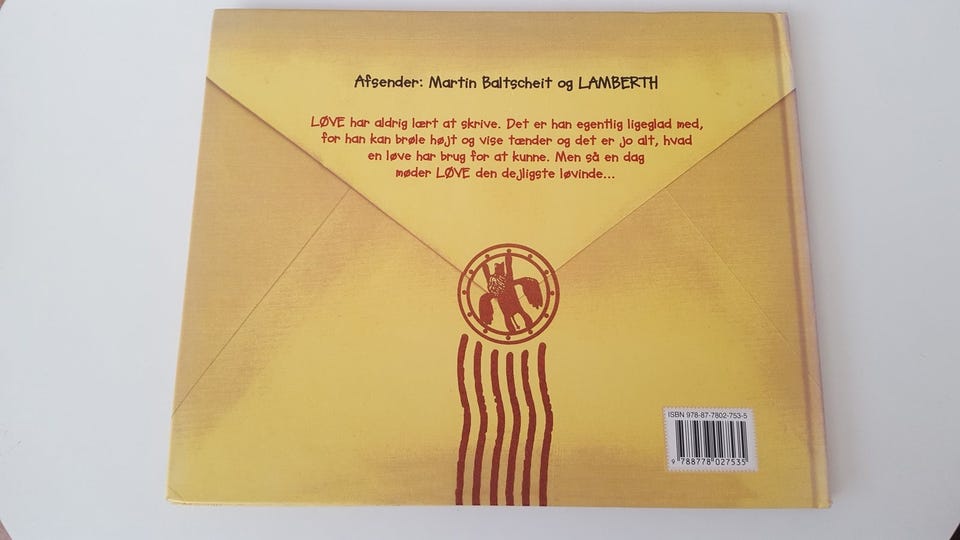 Afsender: Martin Baltscheit og LAMBERTH
LØVE har aldrig lært at skrive. Det er han egentlig ligeglad med,
for han kan brøle højt og vise tænder og det er jo alt, hvad
en løve har brug for at kunne. Men så en dag
møder LØVE den dejligste løvinde...
ISBN 978-87-7802-753-5
9 788778 027535